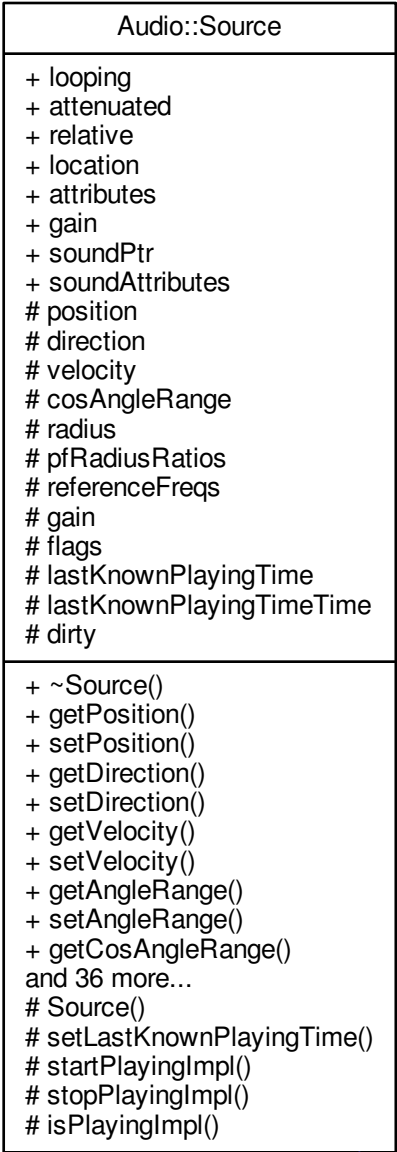 Audio::Source
+ looping
+ attenuated
+ relative
+ location
+ attributes
+ gain
+ soundPtr
+ soundAttributes
# position
# direction
# velocity
# cosAngleRange
# radius
# pfRadiusRatios
# referenceFreqs
# gain
# flags
# lastKnownPlayingTime
# lastKnownPlayingTimeTime
# dirty
+ ~Source()
+ getPosition()
+ setPosition()
+ getDirection()
+ setDirection()
+ getVelocity()
+ setVelocity()
+ getAngleRange()
+ setAngleRange()
+ getCosAngleRange()
and 36 more...
# Source()
# setLastKnownPlayingTime()
# startPlayingImpl()
# stopPlayingImpl()
# isPlayingImpl()